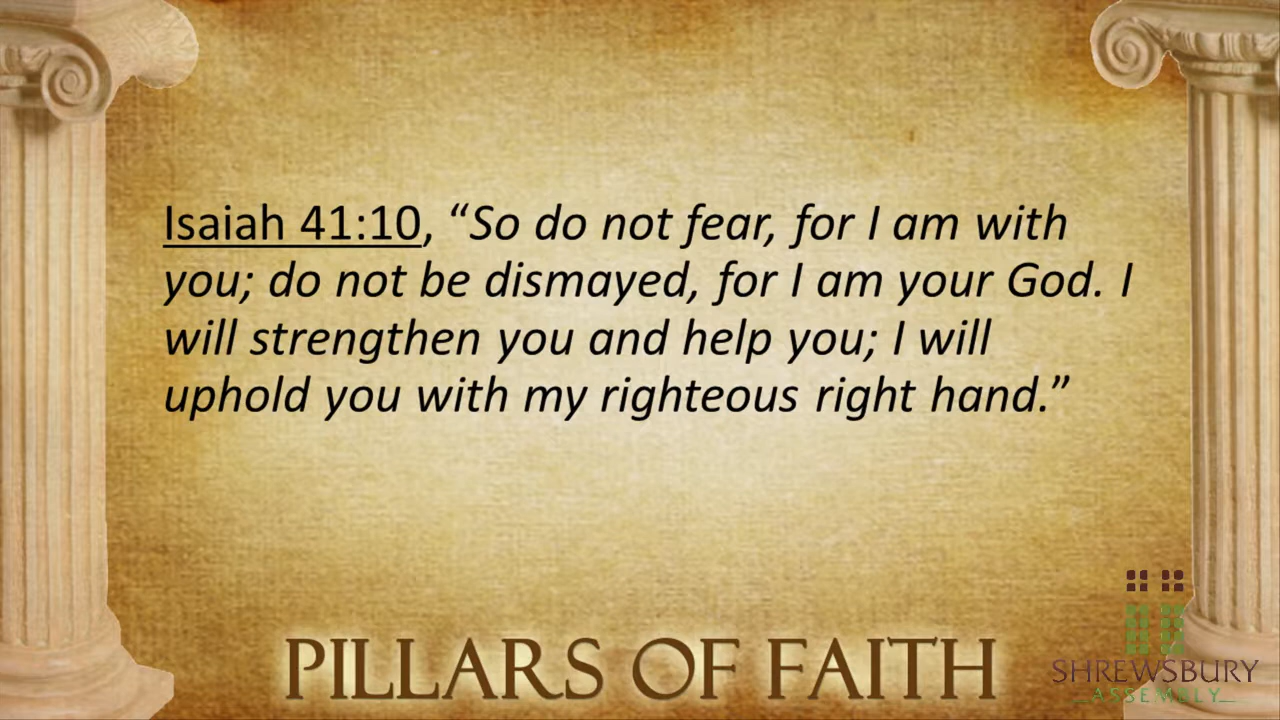 Isaiah 41:10, “So do not fear, for I am with
you; do not be dismayed, for I am your God. I
will strengthen you and help you; I will
uphold you with my righteous right hand.”
PILLARS OF FAITH
SHREWSBURY
ASSEMBLY